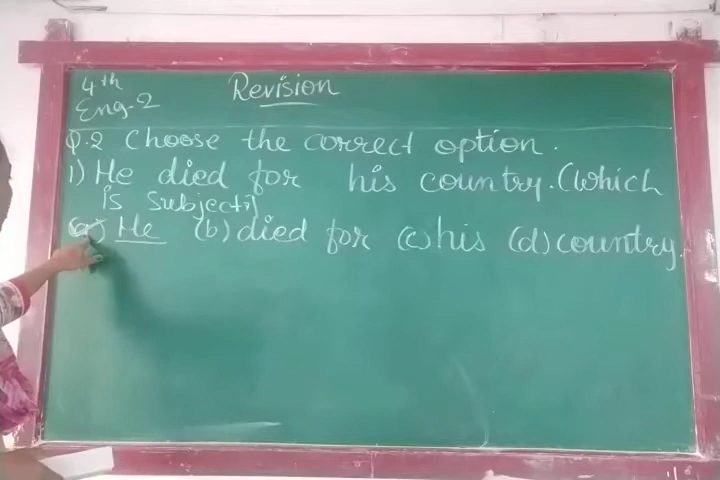 4th
Eng-2
Revision
Q.2 Choose the correct option.
1) He died for his country. (Which
is Subject)
(a) He (b) died for (c) his (d) country.